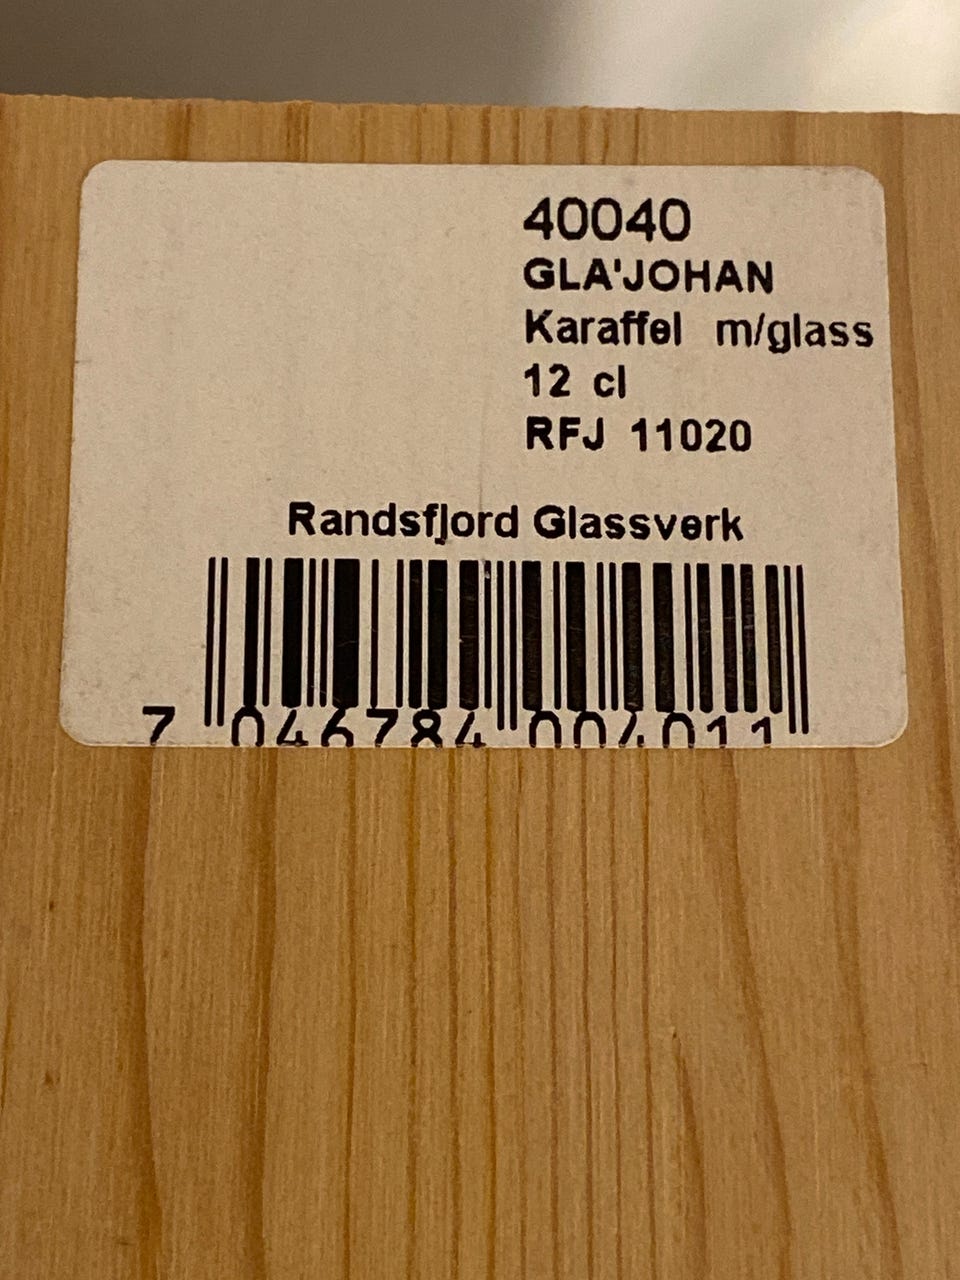 40040
GLA'JOHAN
Karaffel m/glass
12 cl
RFJ 11020
Randsfjord Glassverk
7 046784 004011